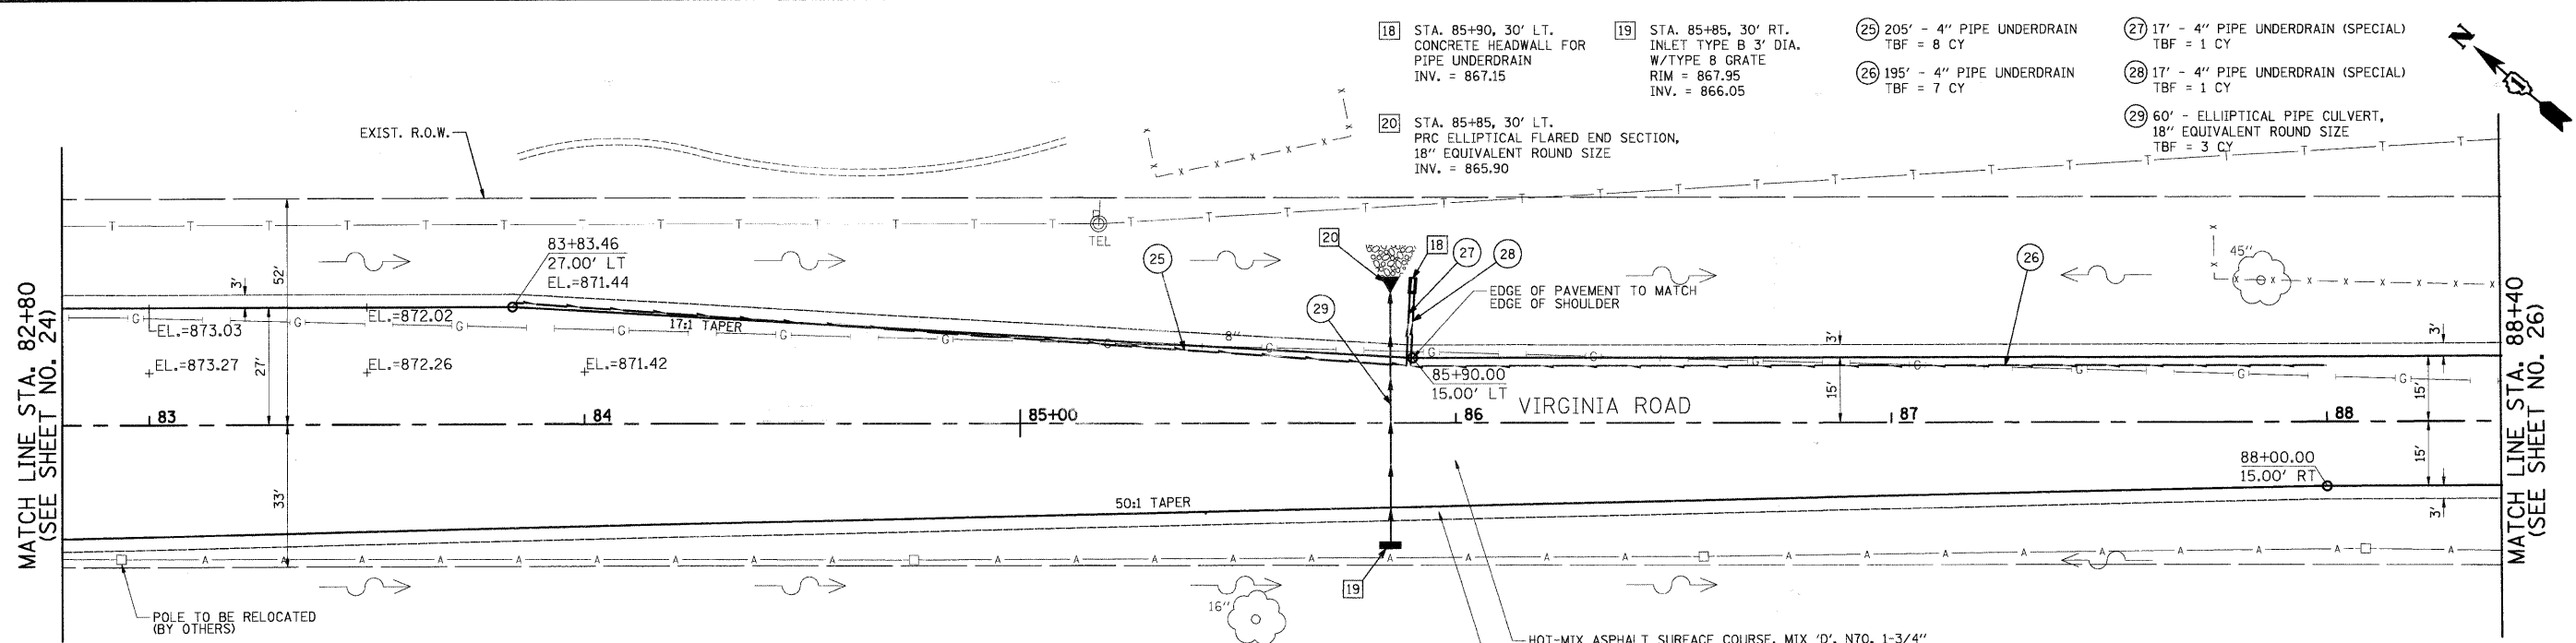 18 STA. 85+90, 30' LT.
CONCRETE HEADWALL FOR
PIPE UNDERDRAIN
INV. = 867.15
19 STA. 85+85, 30' RT.
INLET TYPE B 3' DIA.
W/TYPE 8 GRATE
RIM = 867.95
INV. = 866.05
20 STA. 85+85, 30' LT.
PRC ELLIPTICAL FLARED END SECTION,
18" EQUIVALENT ROUND SIZE
INV. = 865.90
25 205' - 4" PIPE UNDERDRAIN
TBF = 8 CY
26 195' - 4" PIPE UNDERDRAIN
TBF = 7 CY
27 17' - 4" PIPE UNDERDRAIN (SPECIAL)
TBF = 1 CY
28 17' - 4" PIPE UNDERDRAIN (SPECIAL)
TBF = 1 CY
29 60' - ELLIIPTICAL PIPE CULVERT,
18" EQUIVALENT ROUND SIZE
TBF = 3 CY
N
EXIST. R.O.W.
TEL
MATCH LINE STA. 82+80
(SEE SHEET NO. 24)
83+83.46
27.00' LT
EL.=871.44
3'
52'
25
20
18
27
28
26
45"
29
EDGE OF PAVEMENT TO MATCH
EDGE OF SHOULDER
EL.=873.03
EL.=872.02
17:1 TAPER
8"
3'
3'
EL.=873.27
27'
EL.=872.26
EL.=871.42
85+90.00
15.00' LT
15'
15'
VIRGINIA ROAD
83
84
85+00
86
87
88
33'
50:1 TAPER
88+00.00
15.00' RT
15'
3'
MATCH LINE STA. 88+40
(SEE SHEET NO. 26)
19
16"
POLE TO BE RELOCATED
(BY OTHERS)
HOT-MIX ASPHALT SURFACE COURSE, MIX 'D', N70, 1-3/4"